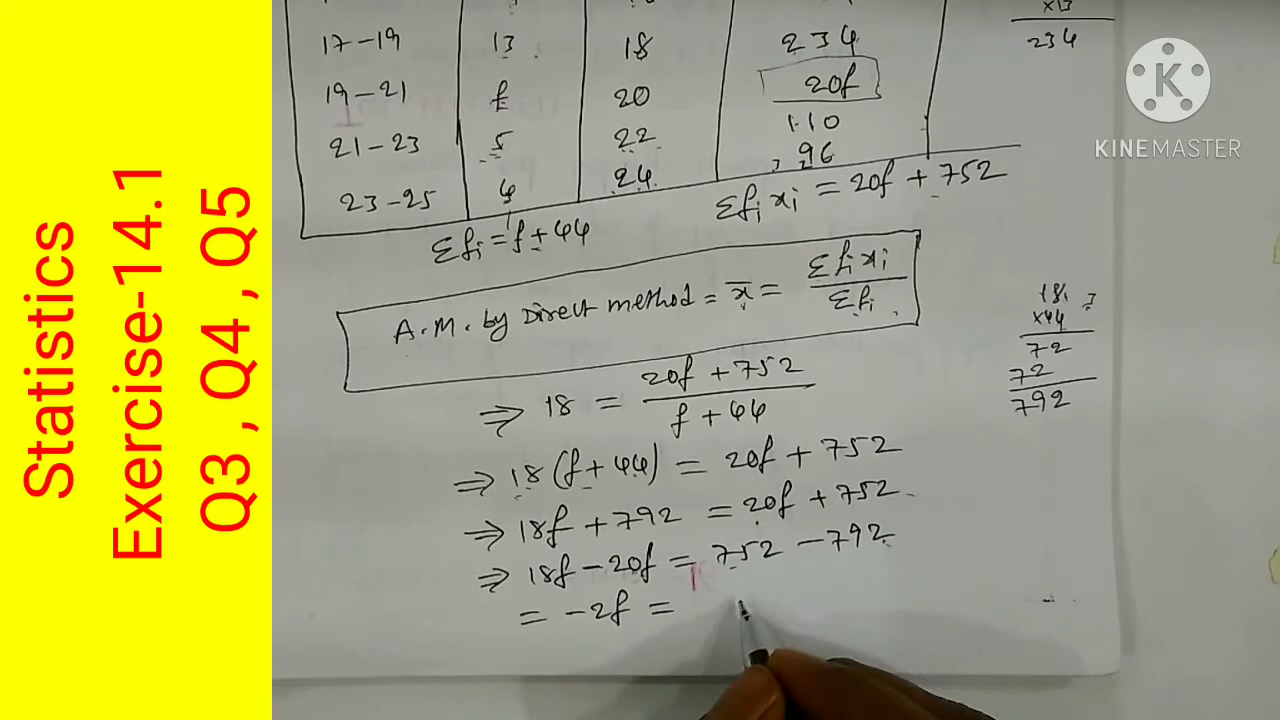 Statistics
Exercise-14.1
Q3 , Q4 , Q5
K
KINEMASTER
x13
234
17-19 13 18 234
19-21 f 20 20f
21-23 5 22 110
23-25 4 24 96
Σfi = f+44
Σfixi = 20f + 752
A.M. by Direct method = x̄ = Σfixi / Σfi
18
x44
72
72
792
⇒ 18 = 20f + 752 / f + 44
⇒ 18 (f + 44) = 20f + 752
⇒ 18f + 792 = 20f + 752
⇒ 18f - 20f = 752 - 792
= -2f =